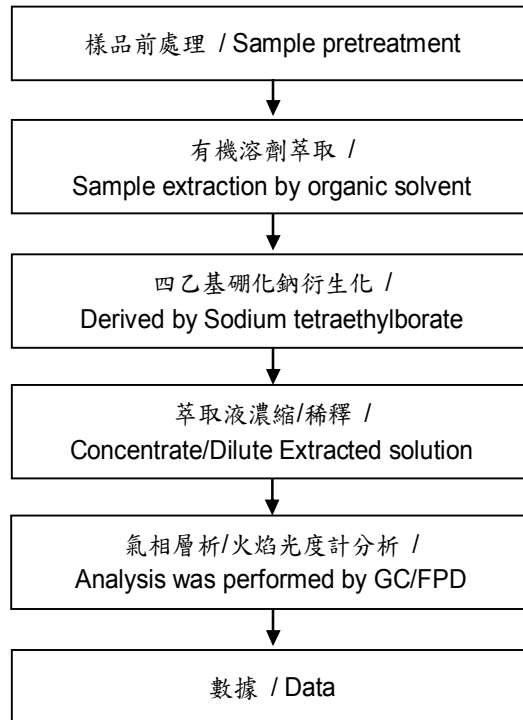 樣品前處理 / Sample pretreatment
有機溶劑萃取 /
Sample extraction by organic solvent
四乙基硼化鈉衍生化 /
Derived by Sodium tetraethylborate
萃取液濃縮/稀釋 /
Concentrate/Dilute Extracted solution
氣相層析/火焰光度計分析 /
Analysis was performed by GC/FPD
數據 / Data